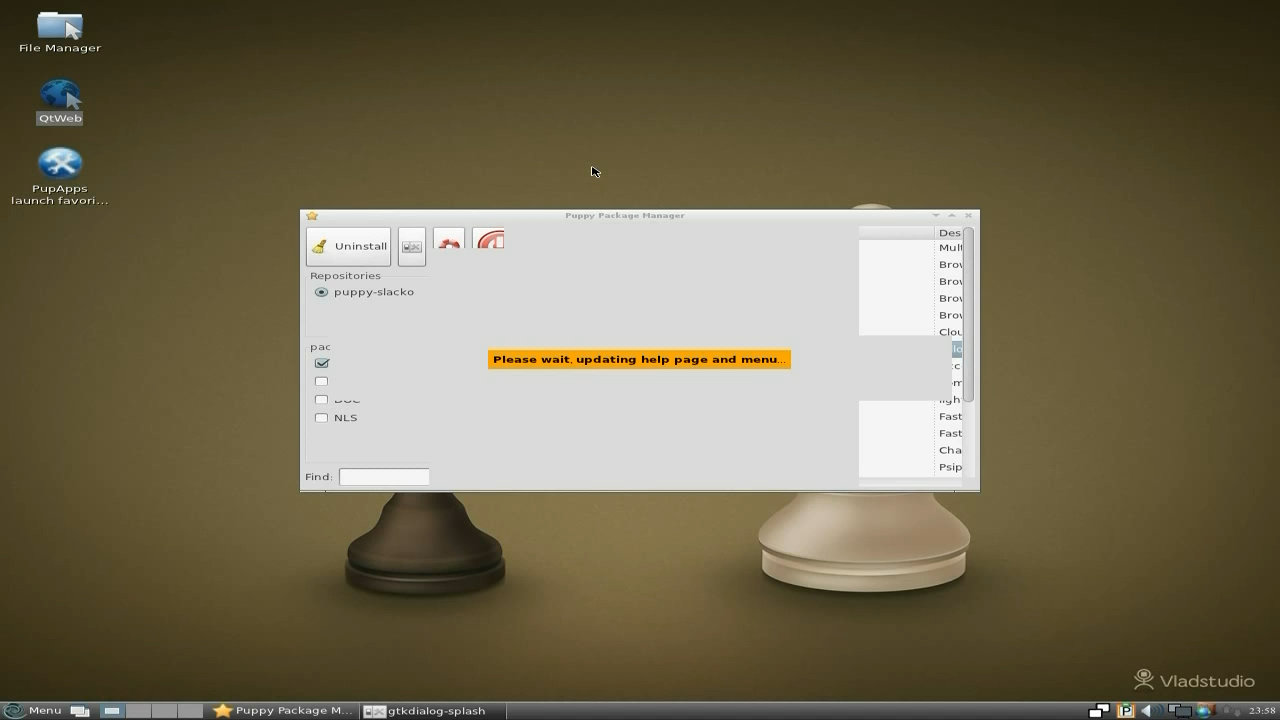 File Manager
QtWeb
PupApps
launch favori...
Puppy Package Manager
Uninstall
Des
Mult
Brow
Brow
Brow
Brow
Clou
Repositories
puppy-slacko
pac
Please wait, updating help page and menu...
NLS
Fast
Fast
Cha
Psip
Find:
Vladstudio
Menu
Puppy Package M...
gtkdialog-splash
23:58